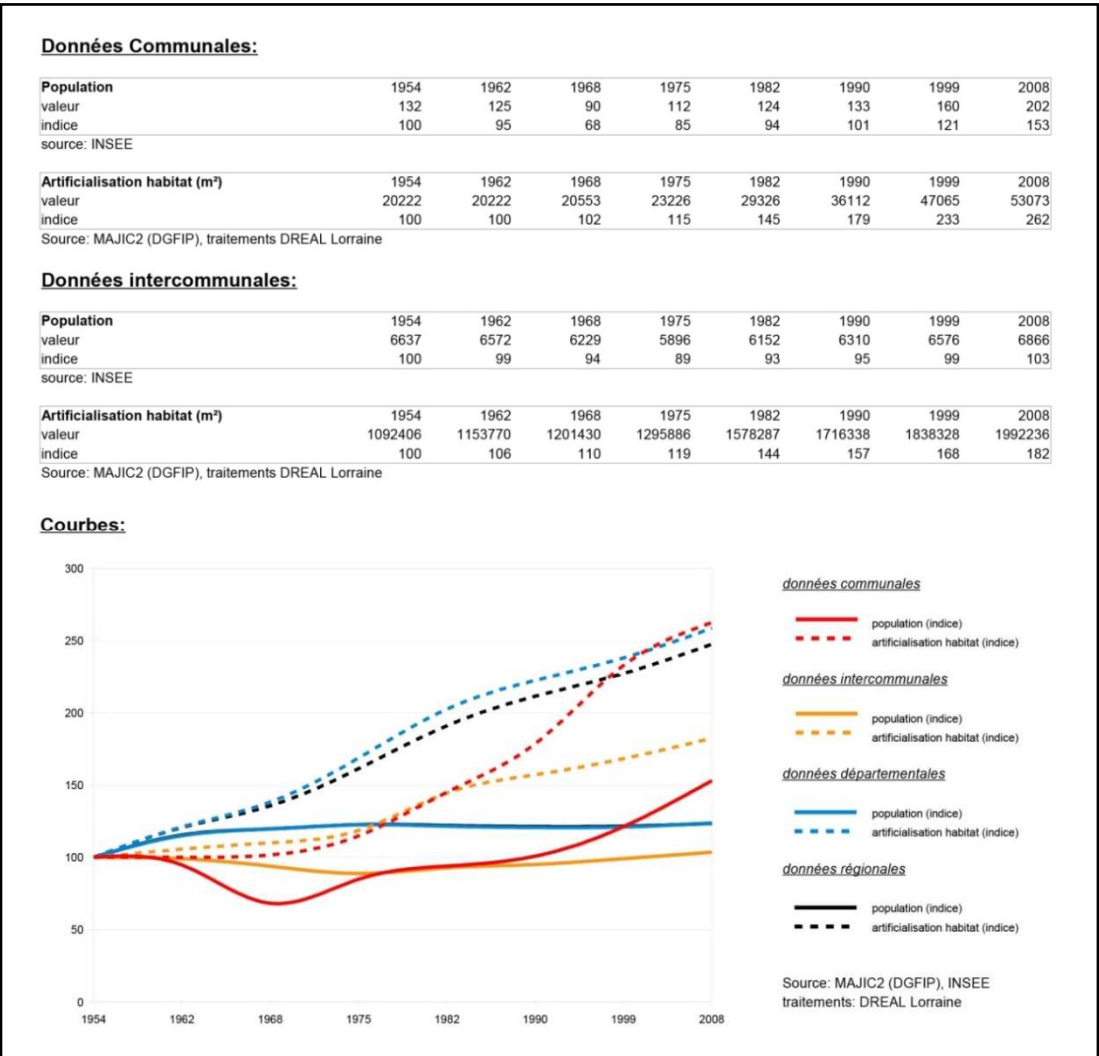 Données Communales:
Population 1954 1962 1968 1975 1982 1990 1999 2008
valeur 132 125 90 112 124 133 160 202
indice 100 95 68 85 94 101 121 153
source: INSEE
Artificialisation habitat (m²) 1954 1962 1968 1975 1982 1990 1999 2008
valeur 20222 20222 20553 23226 29326 36112 47065 53073
indice 100 100 102 115 145 179 233 262
Source: MAJIC2 (DGFIP), traitements DREAL Lorraine
Données intercommunales:
Population 1954 1962 1968 1975 1982 1990 1999 2008
valeur 6637 6572 6229 5896 6152 6310 6576 6866
indice 100 99 94 89 93 95 99 103
source: INSEE
Artificialisation habitat (m²) 1954 1962 1968 1975 1982 1990 1999 2008
valeur 1092406 1153770 1201430 1295886 1578287 1716338 1838328 1992236
indice 100 106 110 119 144 157 168 182
Source: MAJIC2 (DGFIP), traitements DREAL Lorraine
Courbes:
300
250
200
150
100
50
0
1954 1962 1968 1975 1982 1990 1999 2008
données communales
population (indice)
artificialisation habitat (indice)
données intercommunales
population (indice)
artificialisation habitat (indice)
données départementales
population (indice)
artificialisation habitat (indice)
données régionales
population (indice)
artificialisation habitat (indice)
Source: MAJIC2 (DGFIP), INSEE
traitements: DREAL Lorraine